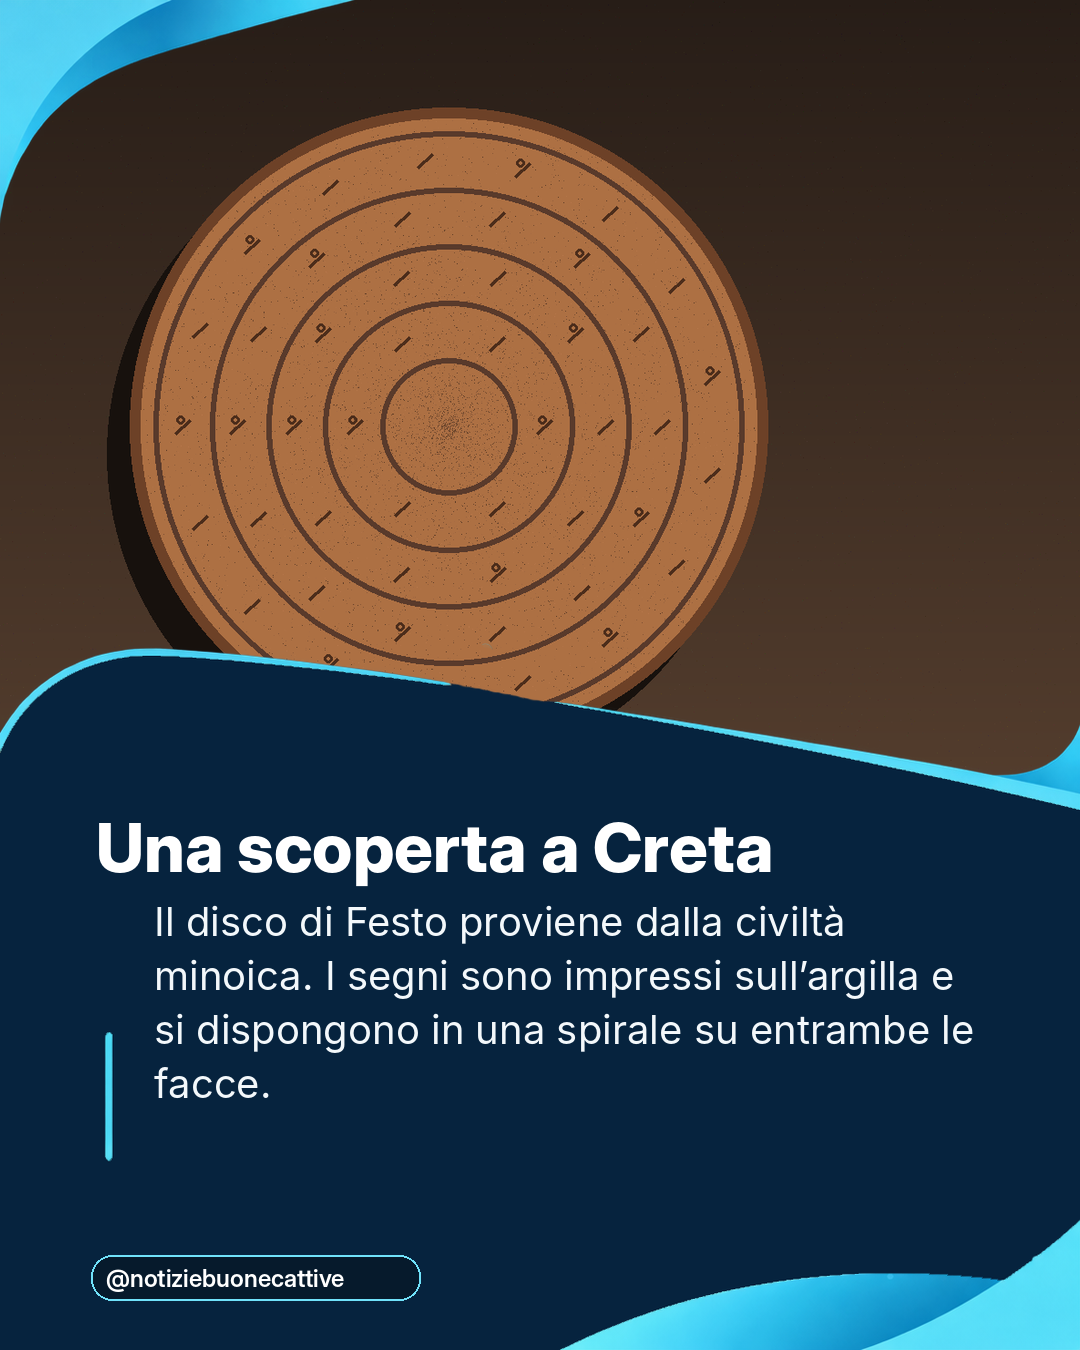 Una scoperta a Creta
Il disco di Festo proviene dalla civiltà
minoica. I segni sono impressi sull’argilla e
si dispongono in una spirale su entrambe le
facce.
@notiziebuonecattive